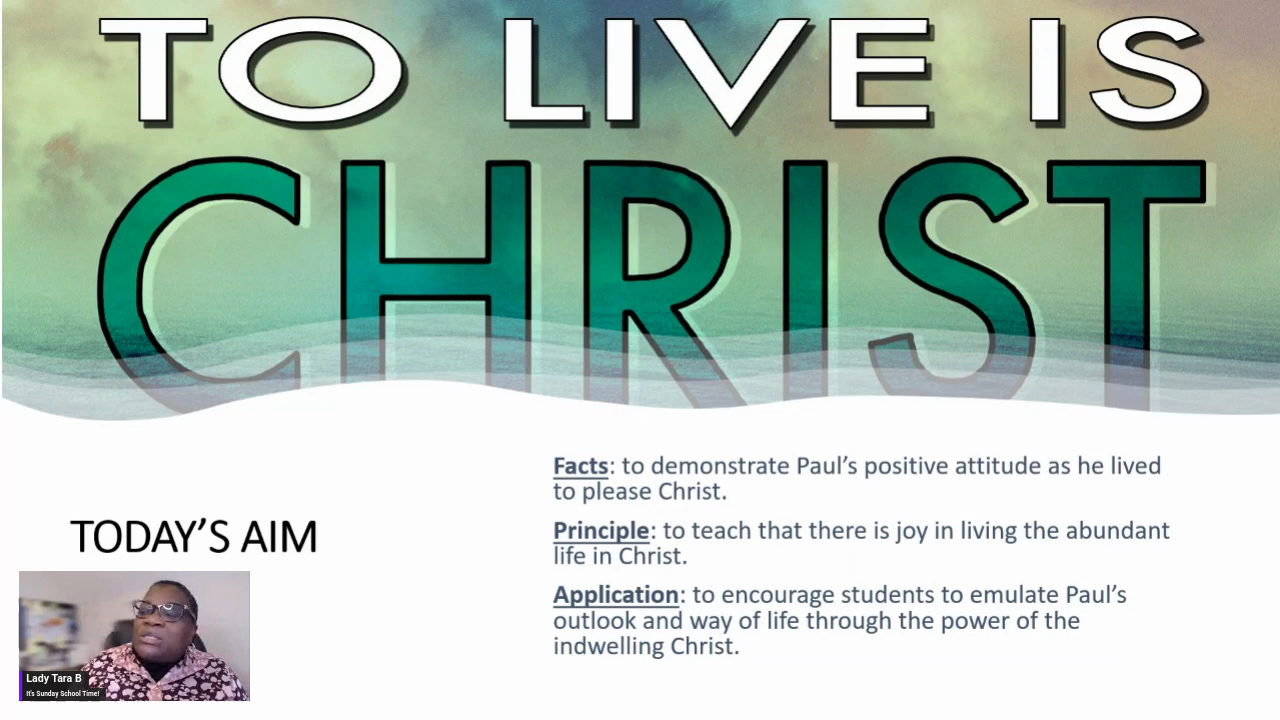 TO LIVE IS
CHRIST
TODAY'S AIM
Facts: to demonstrate Paul's positive attitude as he lived
to please Christ.
Principle: to teach that there is joy in living the abundant
life in Christ.
Application: to encourage students to emulate Paul's
outlook and way of life through the power of the
indwelling Christ.
Lady Tara B
It's Sunday School Time!